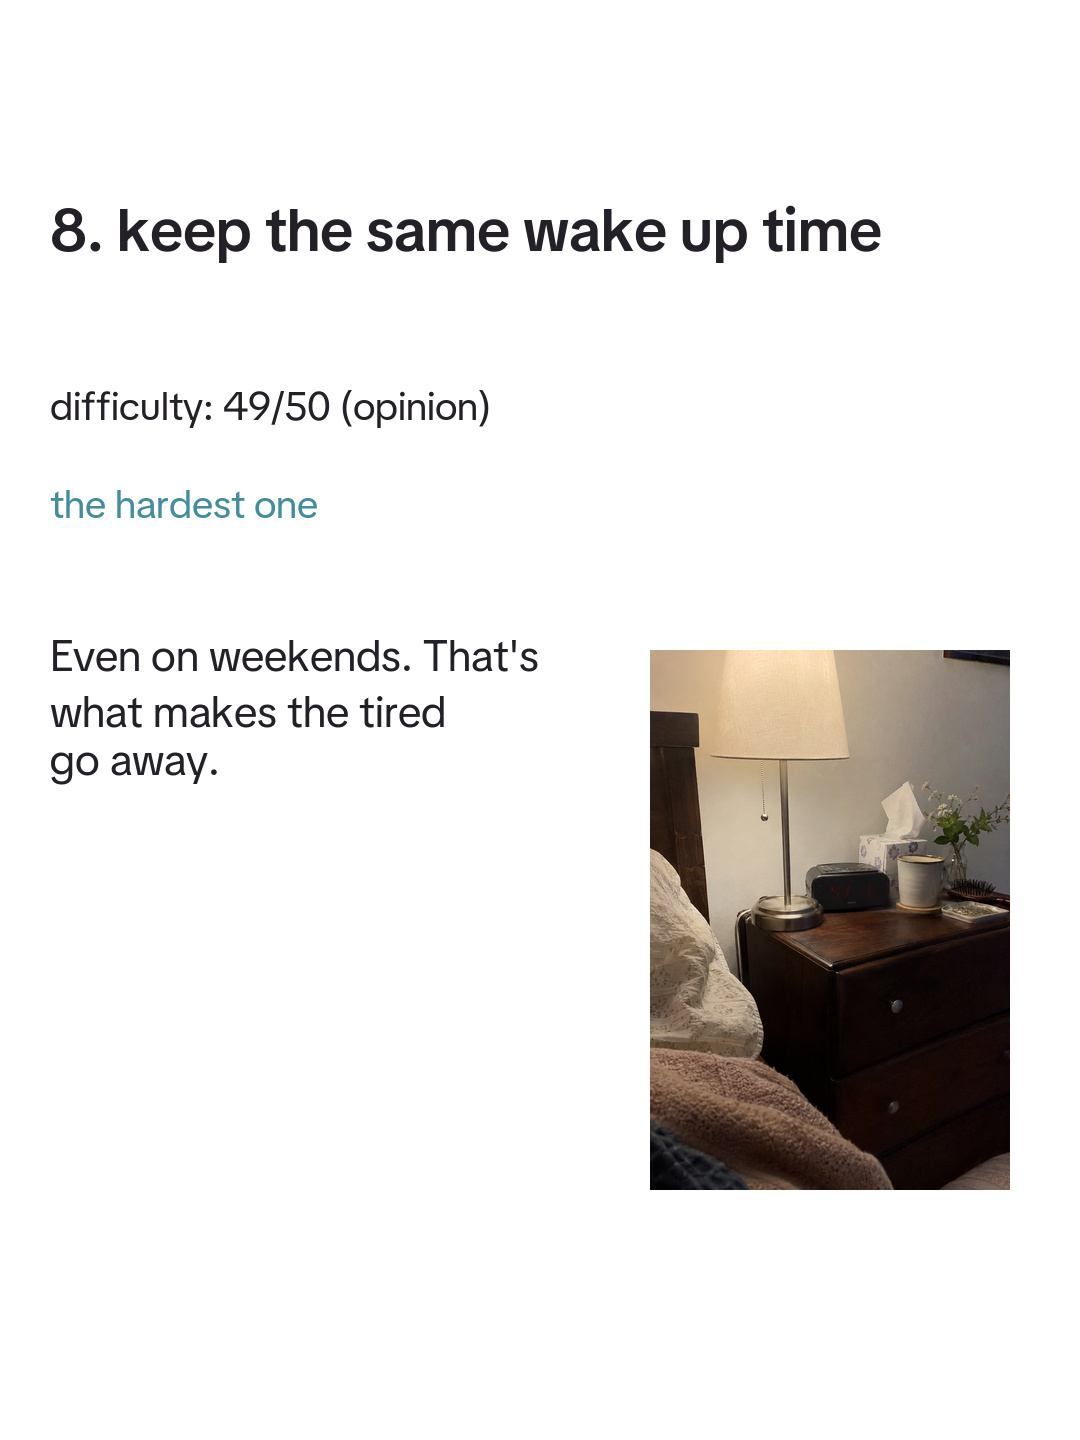 8. keep the same wake up time
difficulty: 49/50 (opinion)
the hardest one
Even on weekends. That's
what makes the tired
go away.